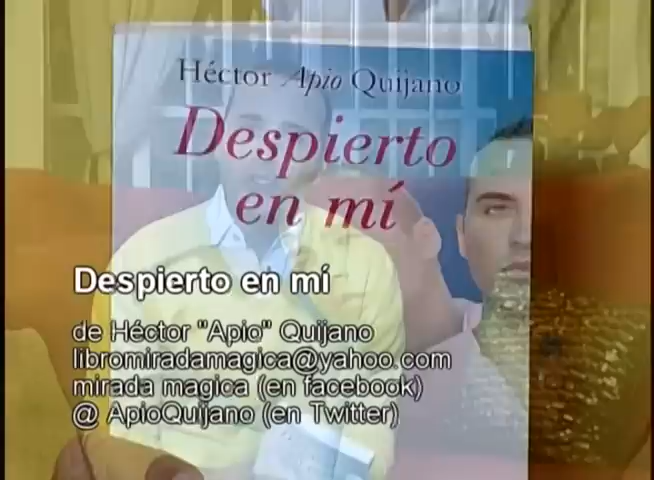 Héctor Apio Quijano
Despierto
en mí
Despierto en mí
de Héctor "Apio" Quijano
libromiradamagica@yahoo.com
mirada magica (en facebook)
@ ApioQuijano (en Twitter)